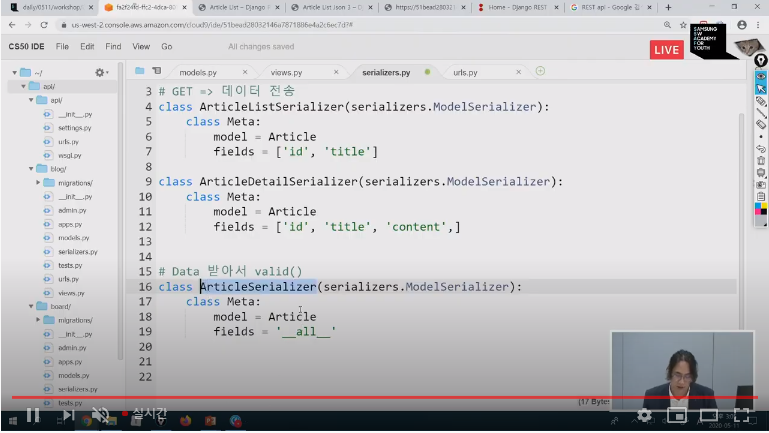 daily/0511/workshop.
Article List – Django
Article List Json 3 – D
https://51bead28032
Home - Django REST
REST api - Google
us-west-2.console.aws.amazon.com/cloud9/ide/51bead28032146a7871886e4a2c6ec7d#
SAMSUNG
SW ACADEMY
FOR YOUTH
CS50 IDE File Edit Find View Go All changes saved
LIVE
~/
models.py views.py serializers.py urls.py
api/
api/
__init__.py
settings.py
urls.py
wsgi.py
blog/
migrations/
__init__.py
admin.py
apps.py
models.py
serializers.py
tests.py
urls.py
views.py
board/
migrations/
__init__.py
admin.py
apps.py
models.py
serializers.py
tests.py
3 # GET => 데이터 전송
4 class ArticleListSerializer(serializers.ModelSerializer):
5 class Meta:
6 model = Article
7 fields = ['id', 'title']
8
9 class ArticleDetailSerializer(serializers.ModelSerializer):
10 class Meta:
11 model = Article
12 fields = ['id', 'title', 'content',]
13
14
15 # Data 받아서 valid()
16 class ArticleSerializer(serializers.ModelSerializer):
17 class Meta:
18 model = Article
19 fields = '__all__'
20
21
22
(17 Bytes
실시간